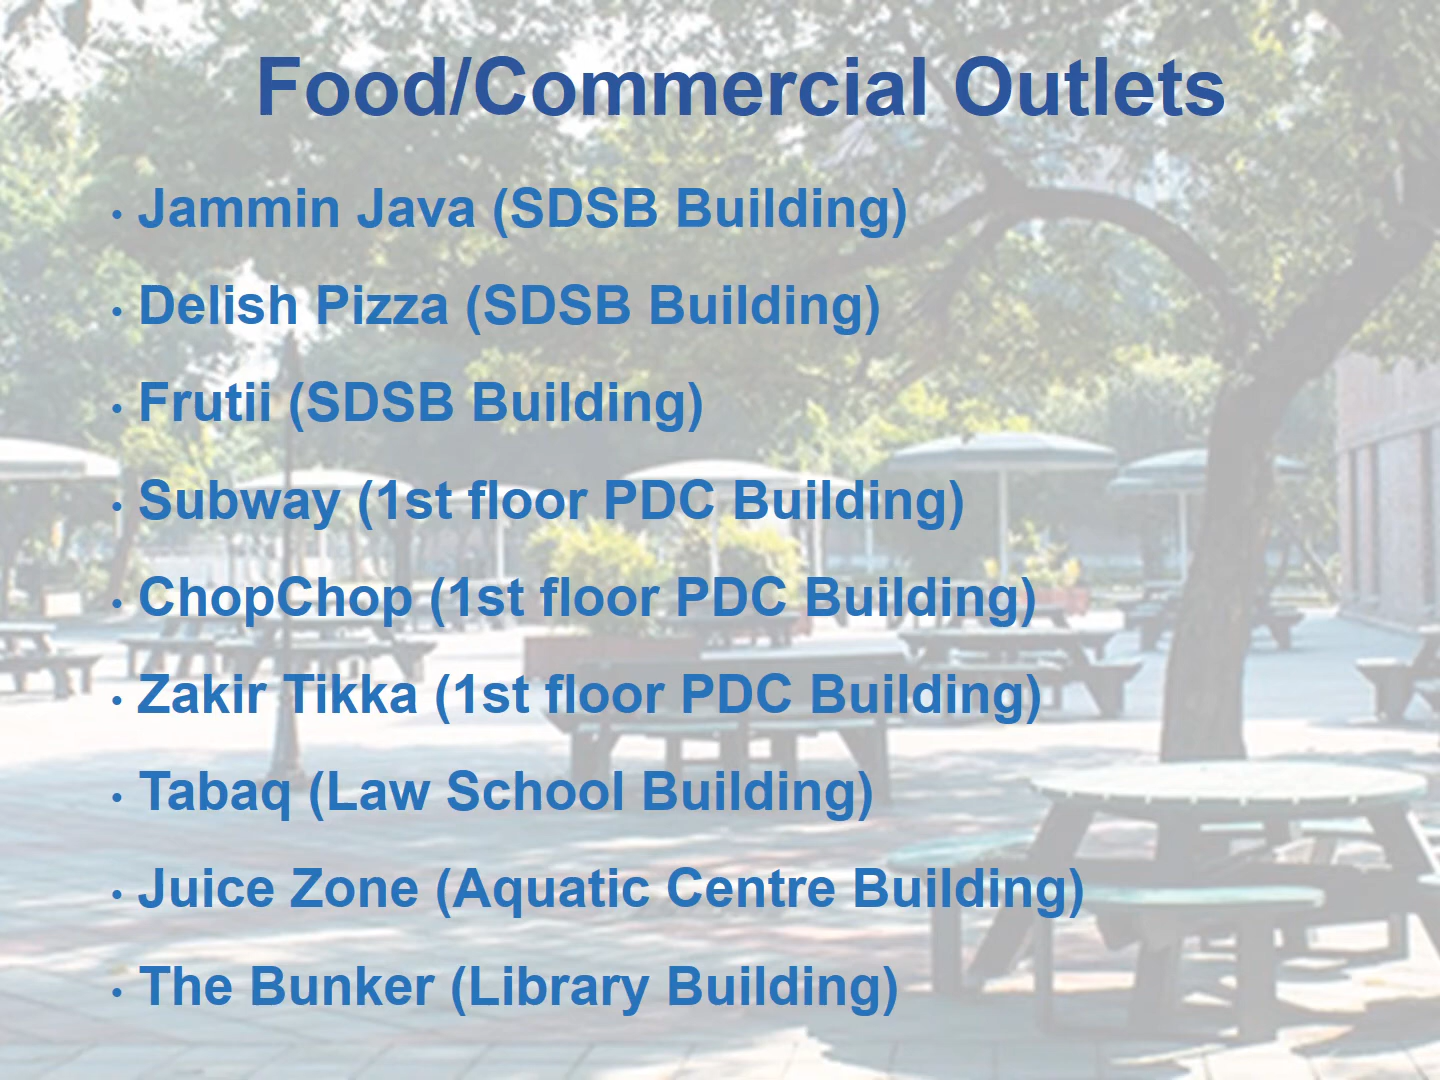 Food/Commercial Outlets
• Jammin Java (SDSB Building)
• Delish Pizza (SDSB Building)
• Frutii (SDSB Building)
• Subway (1st floor PDC Building)
• ChopChop (1st floor PDC Building)
• Zakir Tikka (1st floor PDC Building)
• Tabaq (Law School Building)
• Juice Zone (Aquatic Centre Building)
• The Bunker (Library Building)